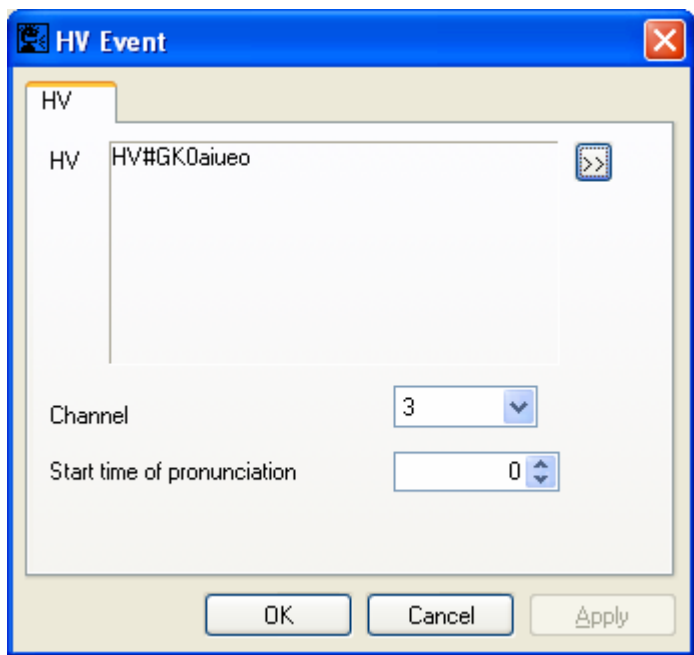 HV Event
HV
HV HV#GK0aiueo >>
Channel 3
Start time of pronunciation 0
OK Cancel Apply